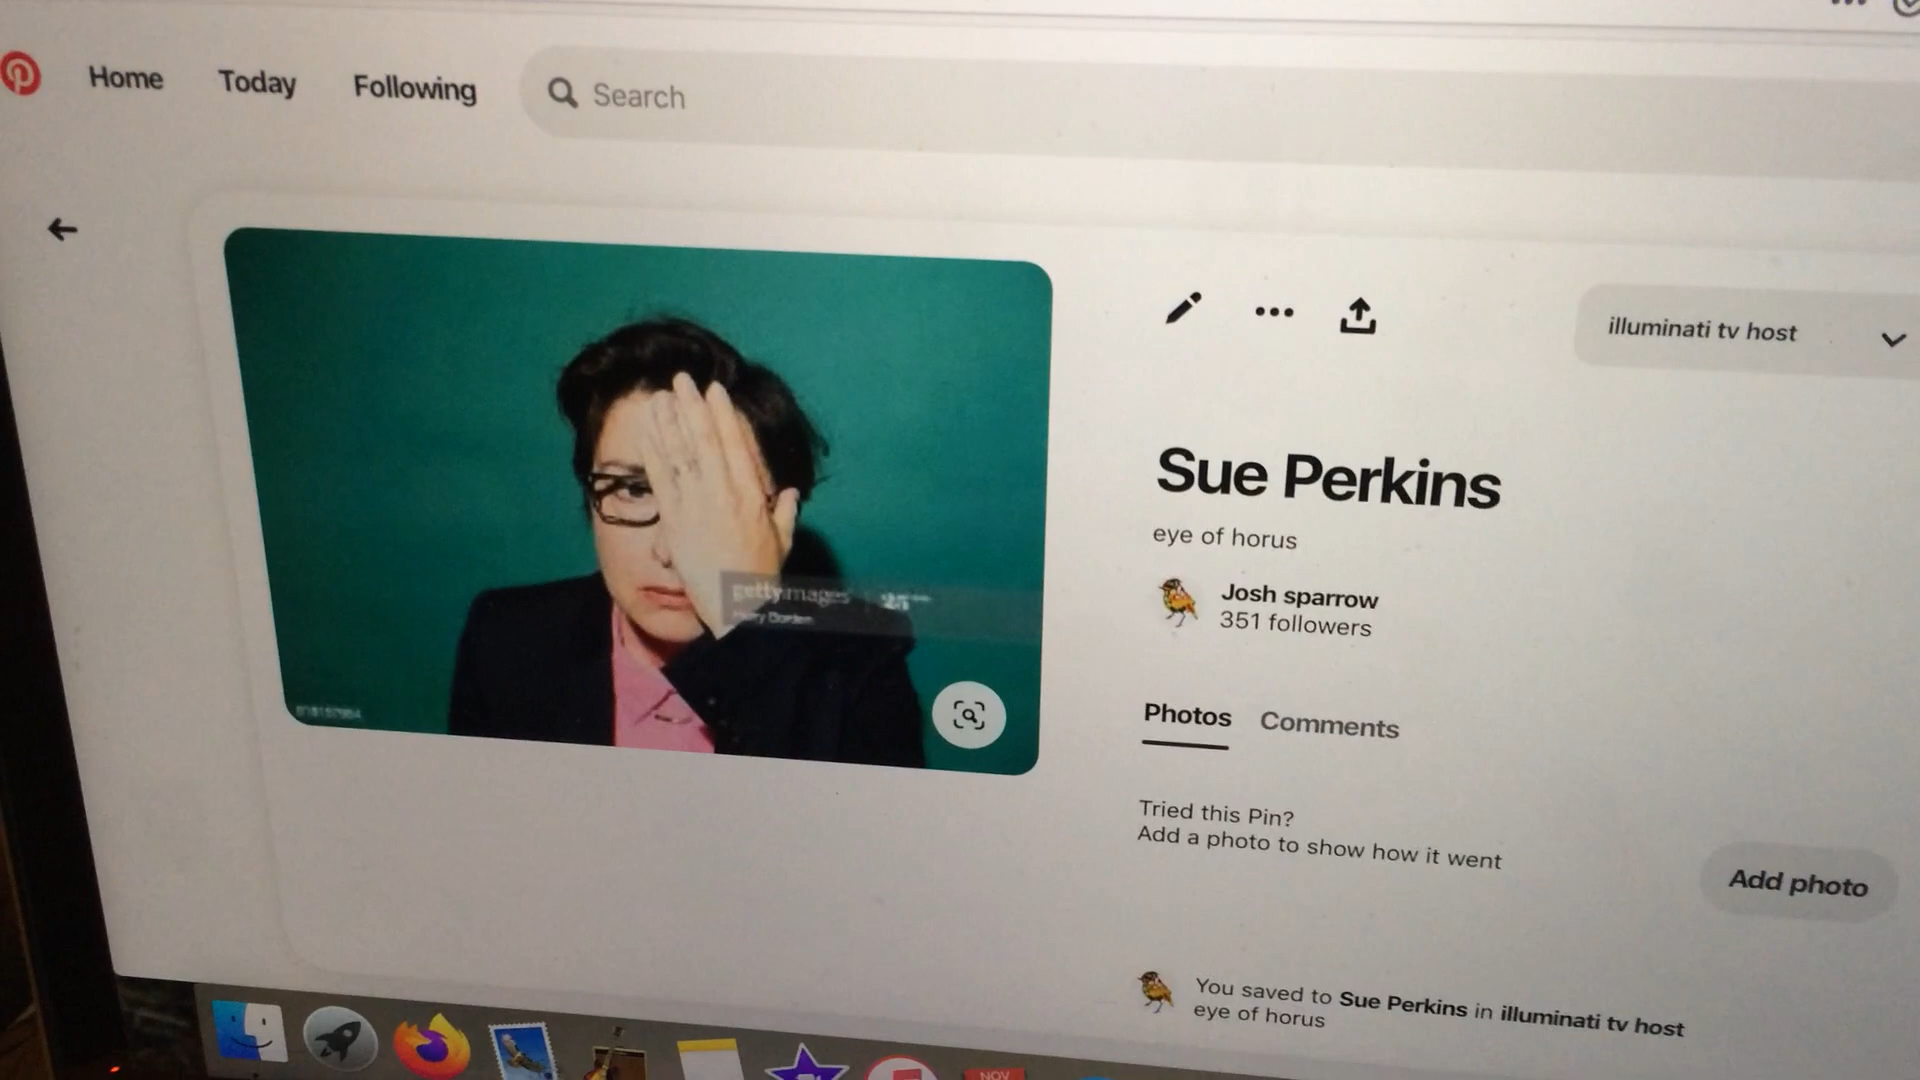 Home Today Following Search
illuminati tv host
Sue Perkins
eye of horus
Josh sparrow
351 followers
gettyimages
Photos Comments
Tried this Pin?
Add a photo to show how it went
Add photo
You saved to Sue Perkins in illuminati tv host
eye of horus
NOV